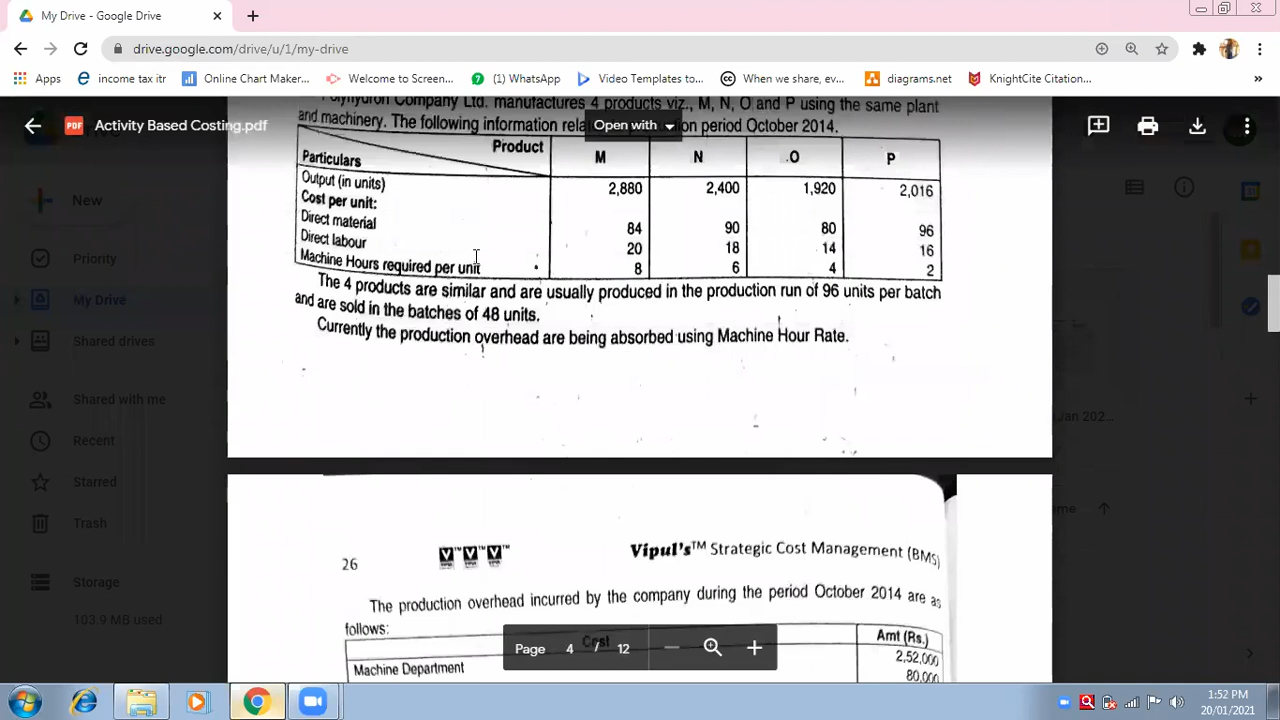 My Drive - Google Drive
drive.google.com/drive/u/1/my-drive
Apps income tax itr Online Chart Maker... Welcome to Screen... (1) WhatsApp Video Templates to... When we share, ev... diagrams.net KnightCite Citation... »
Company Ltd. manufactures 4 products viz., M, N, O and P using the same plant
and machinery. The following information period October 2014.
PDF Activity Based Costing.pdf Open with
Product M N O P
Particulars
Output (in units) 2,880 2,400 1,920 2,016
Cost per unit:
Direct material 84 90 80 96
Direct labour 20 18 14 16
Machine Hours required per unit 8 6 4 2
The 4 products are similar and are usually produced in the production run of 96 units per batch
and are sold in the batches of 48 units.
Currently the production overhead are being absorbed using Machine Hour Rate.
New
Priority
My Drive
Shared drives
Shared with me
Recent
Starred
Trash
Storage
103.9 MB used
Jan 202...
26 Vipul's™ Strategic Cost Management (BMS)
The production overhead incurred by the company during the period October 2014 are as
follows:
Cost Amt (Rs.)
Machine Department 2,52,000
80,000
Page 4 / 12
1:52 PM
20/01/2021